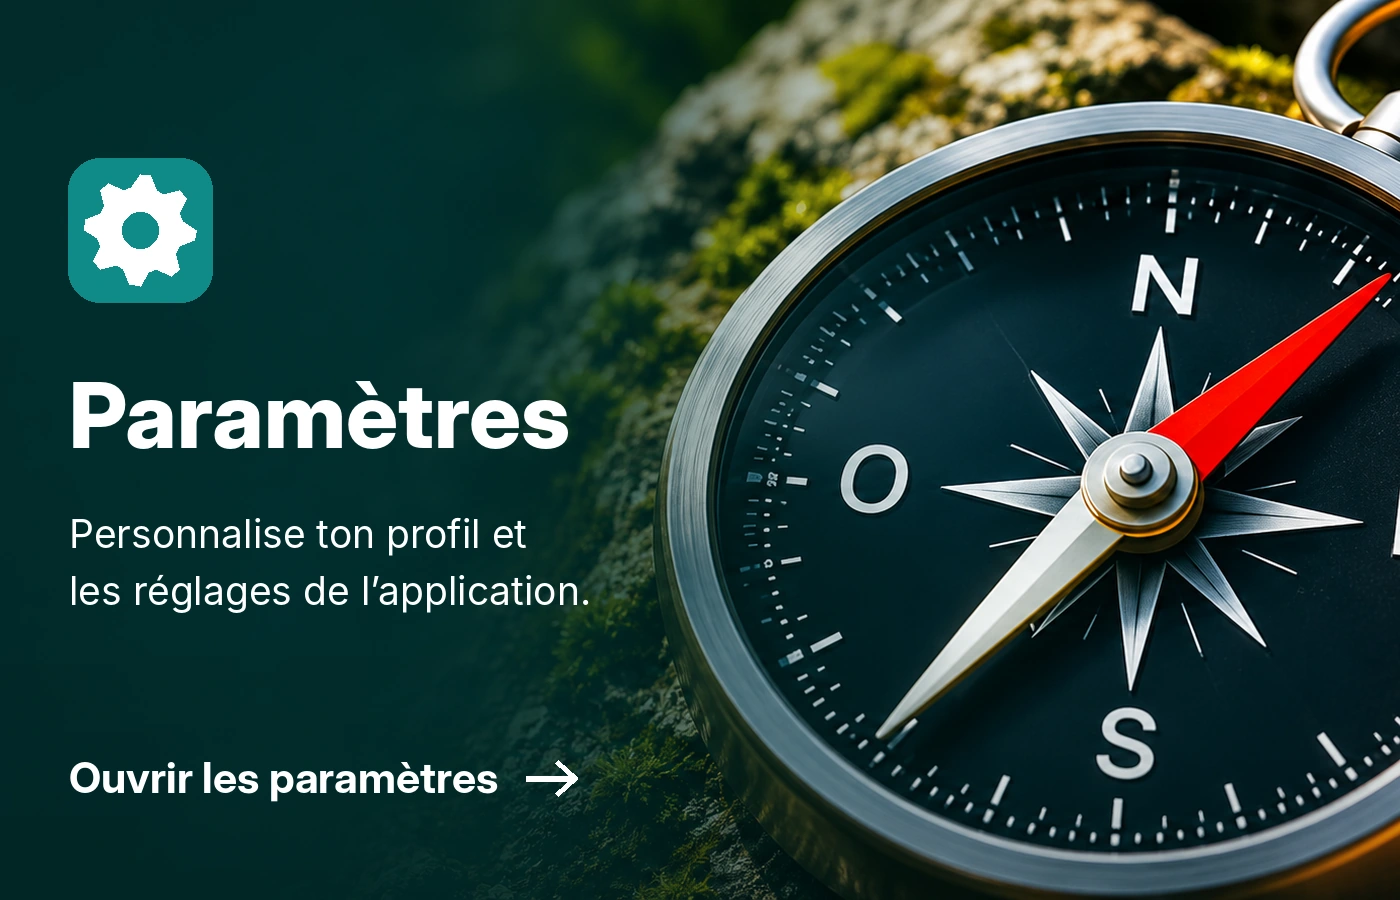 Paramètres
Personnalise ton profil et
les réglages de l’application.
Ouvrir les paramètres
N
O
S